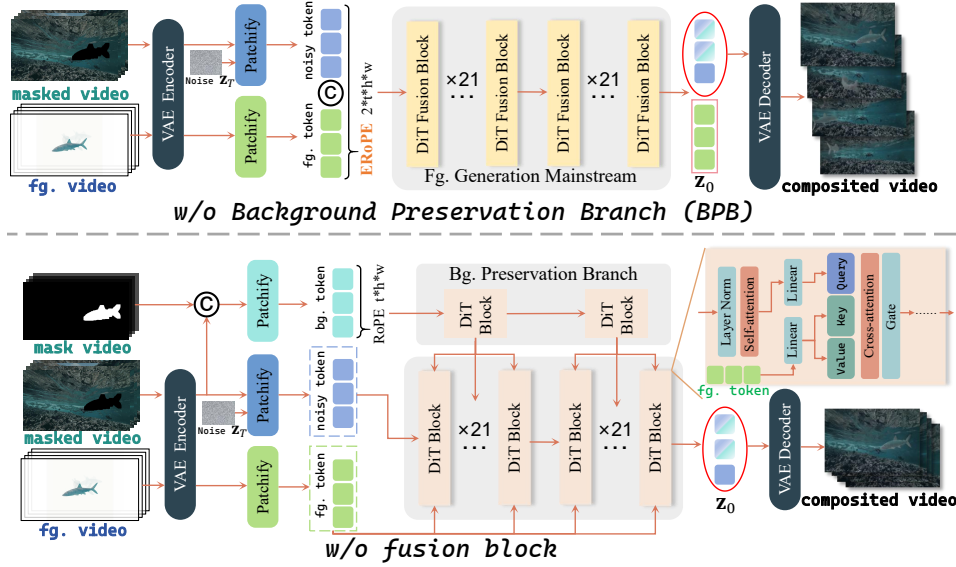 masked video
fg. video
VAE Encoder
Noise z_T
Patchify
Patchify
noisy token
C
fg. token
ERoPE 2*t*h*w
DiT Fusion Block
×21
...
DiT Fusion Block
DiT Fusion Block
×21
...
DiT Fusion Block
Fg. Generation Mainstream
z_0
VAE Decoder
composited video
w/o Background Preservation Branch (BPB)
mask video
masked video
fg. video
C
VAE Encoder
Noise z_T
Patchify
Patchify
Patchify
bg. token
RoPE t*h*w
noisy token
fg. token
Bg. Preservation Branch
DiT Block
DiT Block
DiT Block
×21
...
DiT Block
DiT Block
×21
...
DiT Block
Layer Norm
Self-attention
Linear
Linear
Query
Key
Value
Cross-attention
Gate
......
fg. token
z_0
VAE Decoder
composited video
w/o fusion block